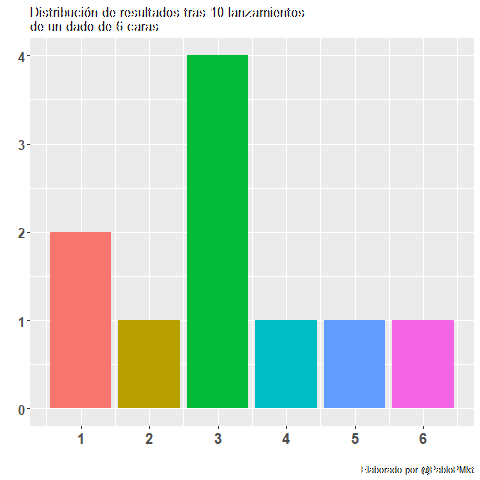 Distribución de resultados tras 10 lanzamientos
de un dado de 6 caras
4
3
2
1
0
1 2 3 4 5 6
Elaborado por @PabloPMkt